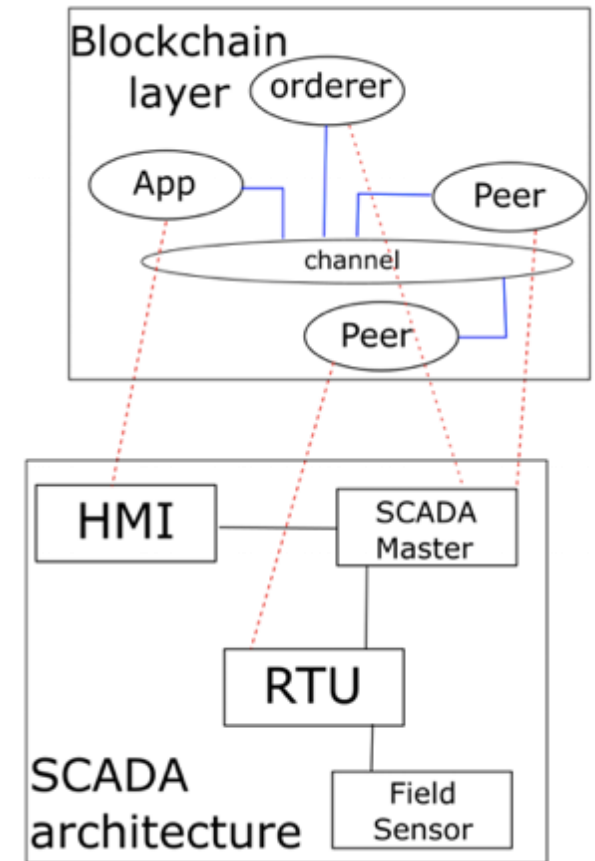 Blockchain
layer
orderer
App
Peer
channel
Peer
HMI
SCADA
Master
RTU
SCADA
architecture
Field
Sensor